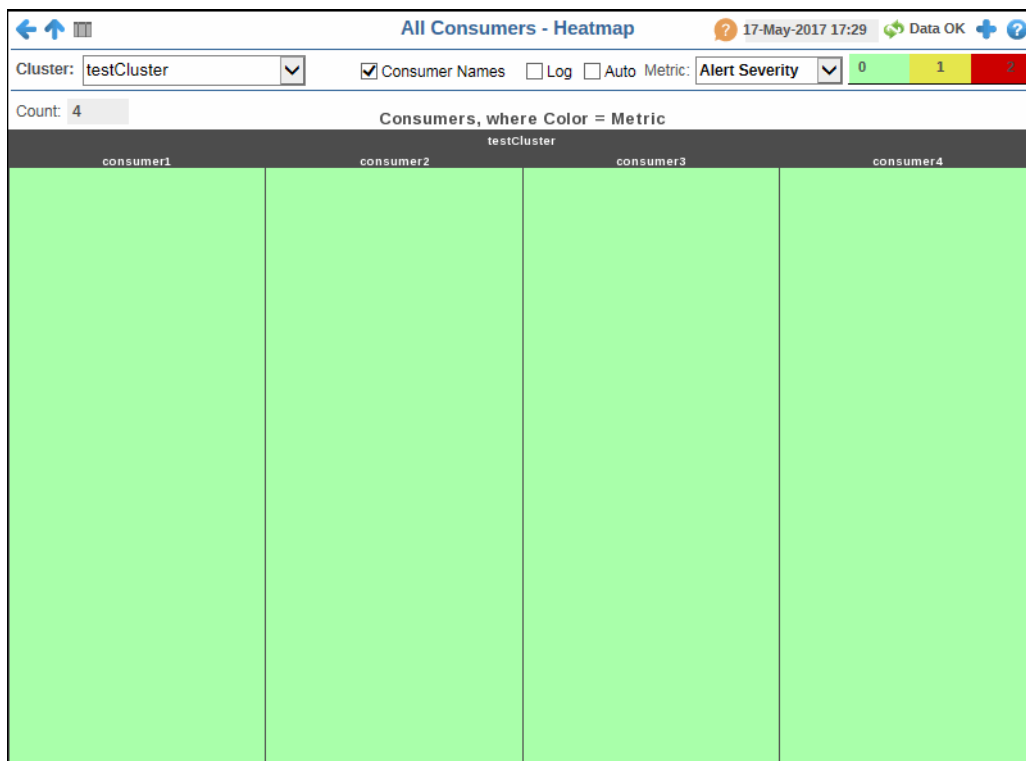 All Consumers - Heatmap ? 17-May-2017 17:29 Data OK ?
Cluster: testCluster Consumer Names Log Auto Metric: Alert Severity 0 1 2
Count: 4
Consumers, where Color = Metric
testCluster
consumer1 consumer2 consumer3 consumer4